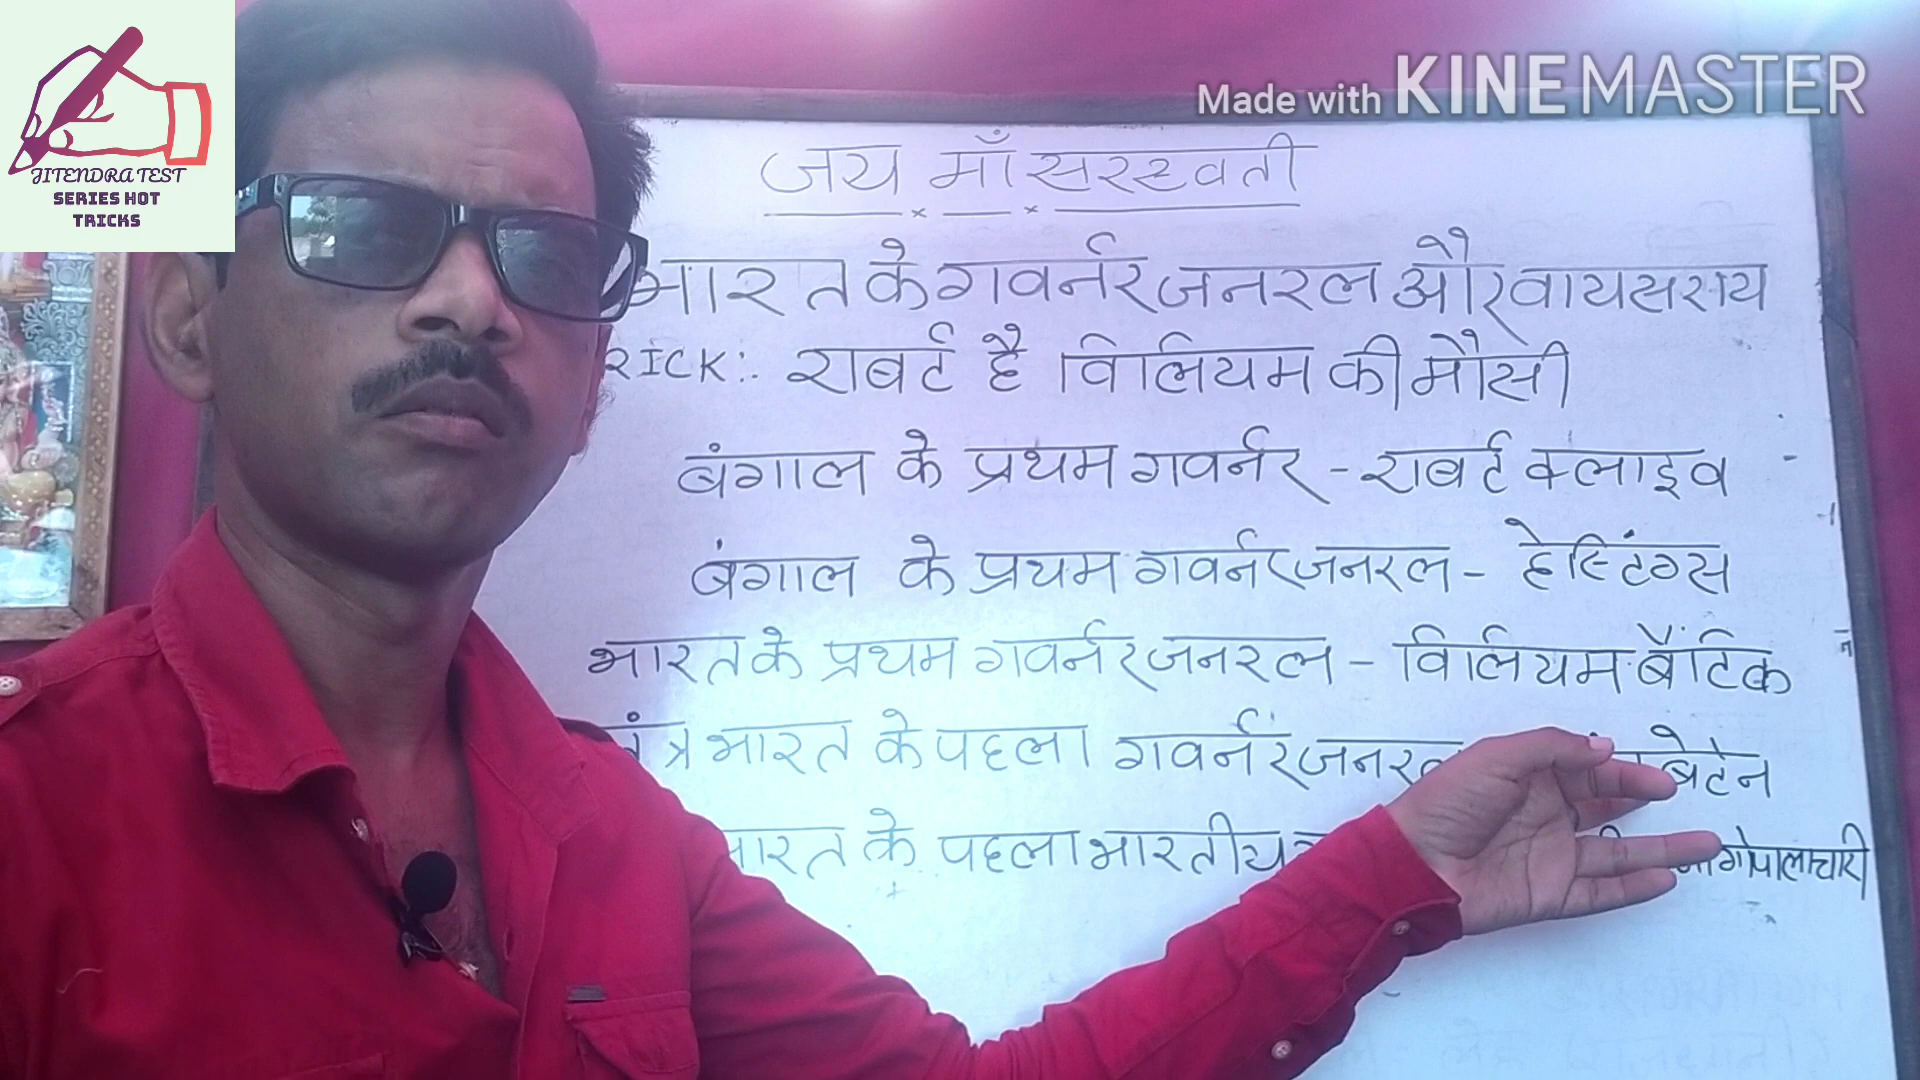 JITENDRA TEST
SERIES HOT
TRICKS
Made with KINEMASTER
जय माँ सरस्वती
भारत के गवर्नर जनरल और वायसराय
RICK:. राबर्ट है विलियम की मौसी
बंगाल के प्रथम गवर्नर - राबर्ट क्लाइव
बंगाल के प्रथम गवर्नर जनरल - हेस्टिंग्स
भारत के प्रथम गवर्नर जनरल - विलियम बैंटिक
भारत के पहला गवर्नर जनरल बेटेन
भारत के पहला भारतीय गोपालाचारी